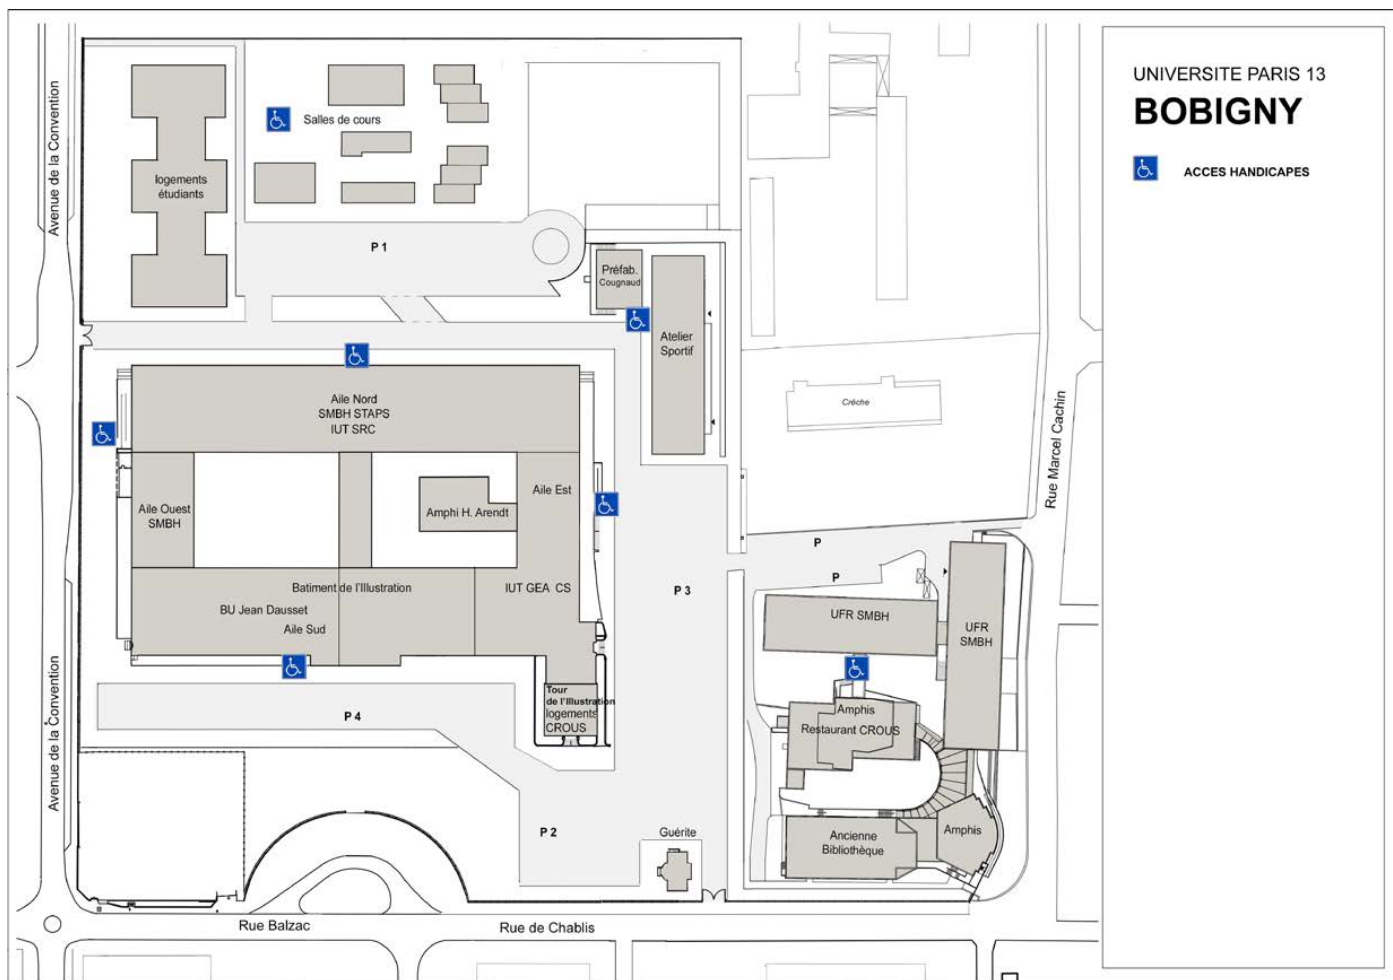 UNIVERSITE PARIS 13
BOBIGNY
ACCES HANDICAPES
Avenue de la Convention
Salles de cours
logements
étudiants
P 1
Préfab.
Cougnaud
Atelier
Sportif
Aile Nord
SMBH STAPS
IUT SRC
Crèche
Rue Marcel Cachin
Aile Ouest
SMBH
Amphi H. Arendt
Aile Est
P
P
Batiment de l'Illustration
IUT GEA CS
P 3
BU Jean Dausset
Aile Sud
UFR SMBH
UFR
SMBH
Avenue de la Convention
Tour
de l'Illustration
logements
CROUS
P 4
Amphis
Restaurant CROUS
P 2
Guérite
Ancienne
Bibliothèque
Amphis
Rue Balzac
Rue de Chablis